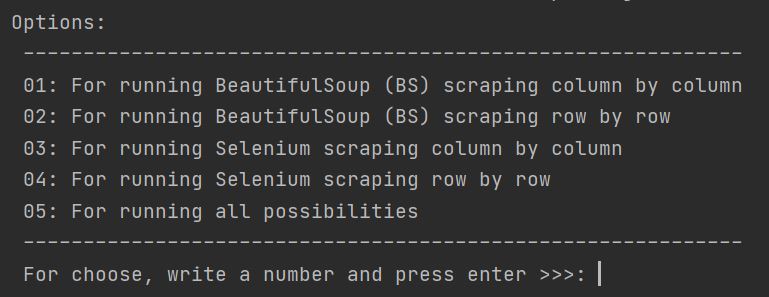 Options:
------------------------------------------------------------
01: For running BeautifulSoup (BS) scraping column by column
02: For running BeautifulSoup (BS) scraping row by row
03: For running Selenium scraping column by column
04: For running Selenium scraping row by row
05: For running all possibilities
------------------------------------------------------------
For choose, write a number and press enter >>>: